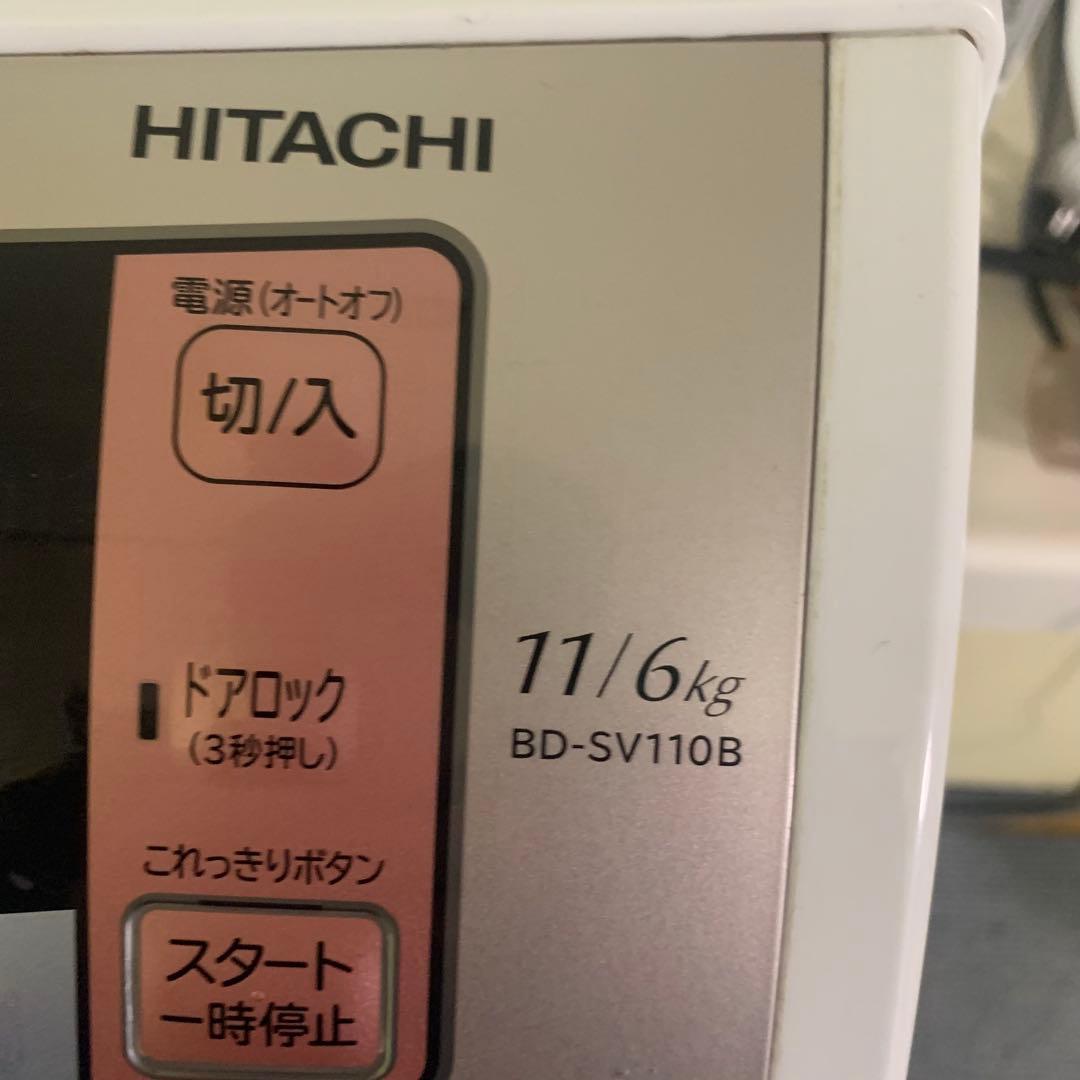 HITACHI
電源(オートオフ)
切/入
11/6kg
BD-SV110B
ドアロック
(3秒押し)
これっきりボタン
スタート
一時停止